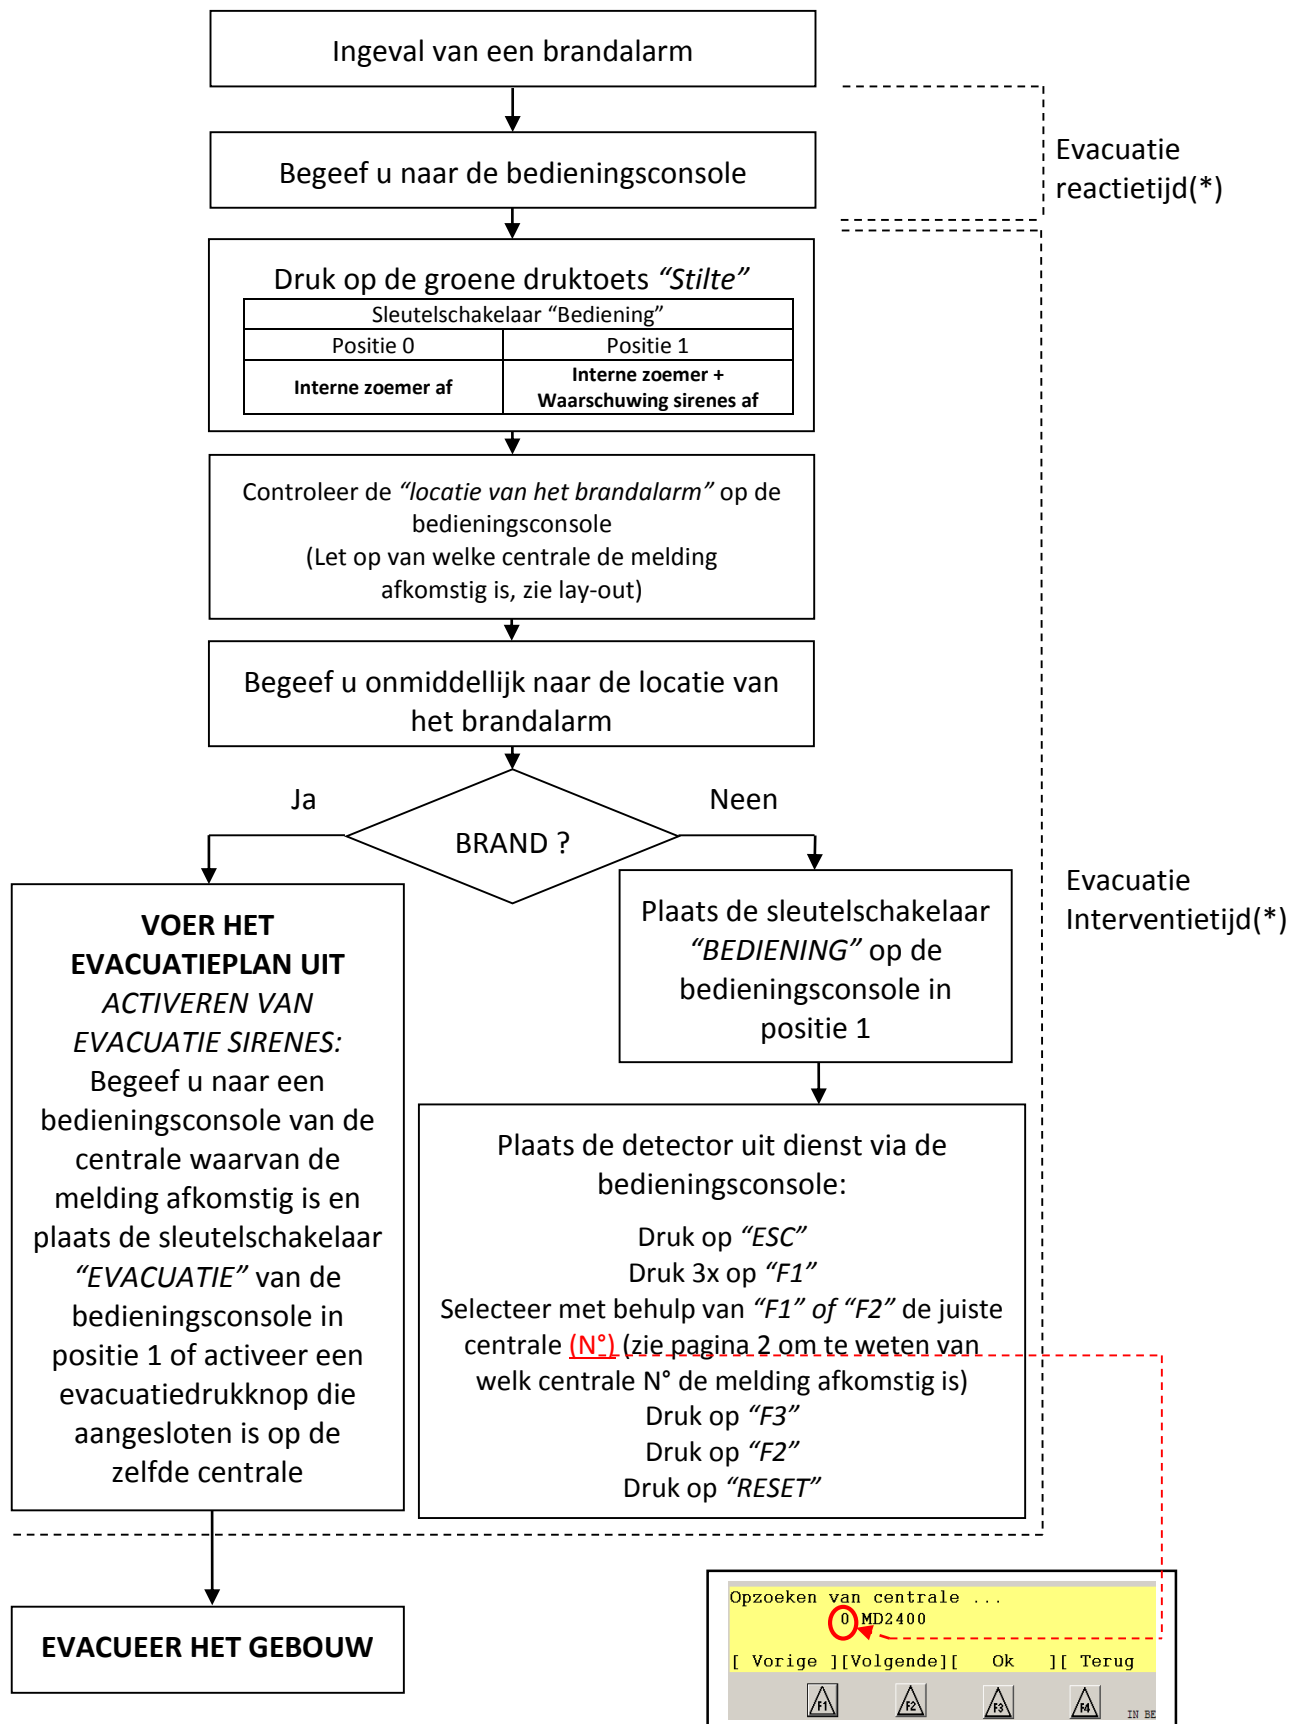 Ingeval van een brandalarm
Begeef u naar de bedieningsconsole
Evacuatie
reactietijd(*)
Druk op de groene druktoets “Stilte”
Sleutelschakelaar “Bediening”
Positie 0
Positie 1
Interne zoemer af
Interne zoemer +
Waarschuwing sirenes af
Controleer de “locatie van het brandalarm” op de
bedieningsconsole
(Let op van welke centrale de melding
afkomstig is, zie lay-out)
Begeef u onmiddellijk naar de locatie van
het brandalarm
Ja
Neen
BRAND ?
Evacuatie
Interventietijd(*)
VOER HET
EVACUATIEPLAN UIT
ACTIVEREN VAN
EVACUATIE SIRENES:
Begeef u naar een
bedieningsconsole van de
centrale waarvan de
melding afkomstig is en
plaats de sleutelschakelaar
“EVACUATIE” van de
bedieningsconsole in
positie 1 of activeer een
evacuatiedrukknop die
aangesloten is op de
zelfde centrale
Plaats de sleutelschakelaar
“BEDIENING” op de
bedieningsconsole in
positie 1
Plaats de detector uit dienst via de
bedieningsconsole:
Druk op “ESC”
Druk 3x op “F1”
Selecteer met behulp van “F1” of “F2” de juiste
centrale (N°) (zie pagina 2 om te weten van
welk centrale N° de melding afkomstig is)
Druk op “F3”
Druk op “F2”
Druk op “RESET”
EVACUEER HET GEBOUW
Opzoeken van centrale ...
0 MD2400
[ Vorige ][Volgende][ Ok ][ Terug
F1 F2 F3 F4
IN BE